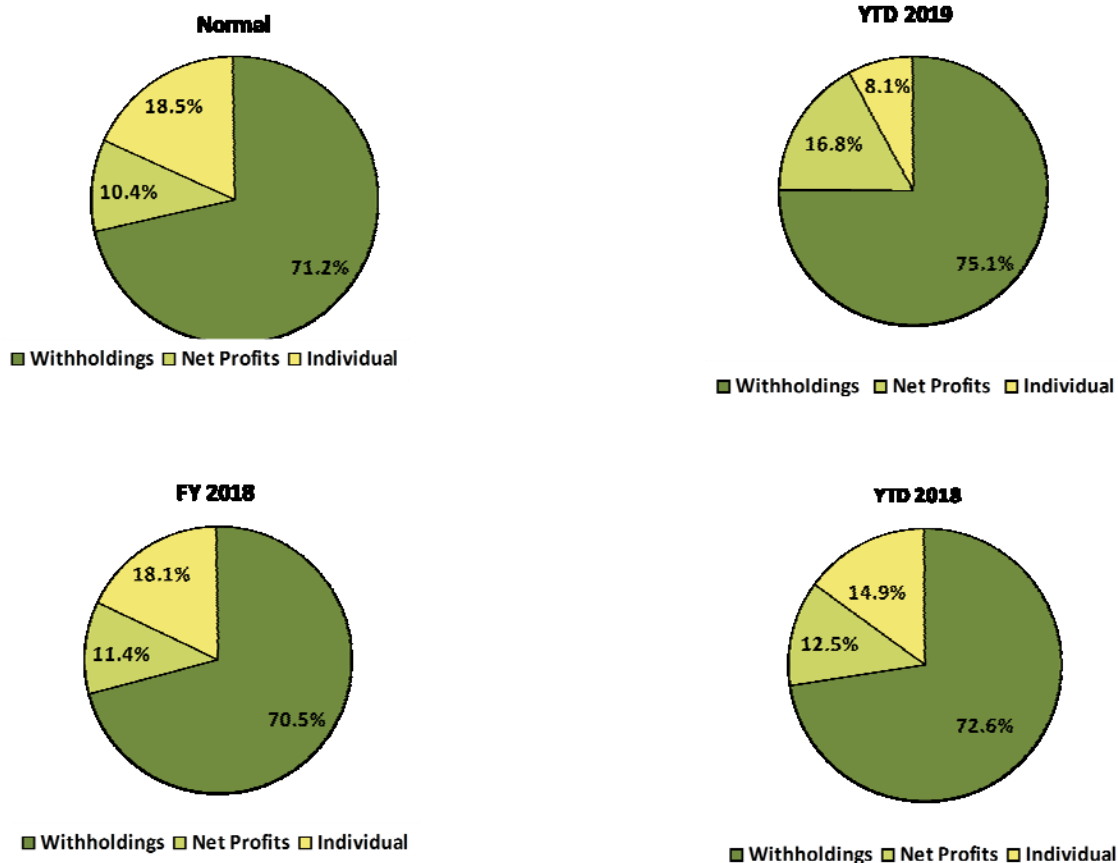 Normal
18.5%
10.4%
71.2%
Withholdings Net Profits Individual
YTD 2019
8.1%
16.8%
75.1%
Withholdings Net Profits Individual
FY 2018
18.1%
11.4%
70.5%
Withholdings Net Profits Individual
YTD 2018
14.9%
12.5%
72.6%
Withholdings Net Profits Individual